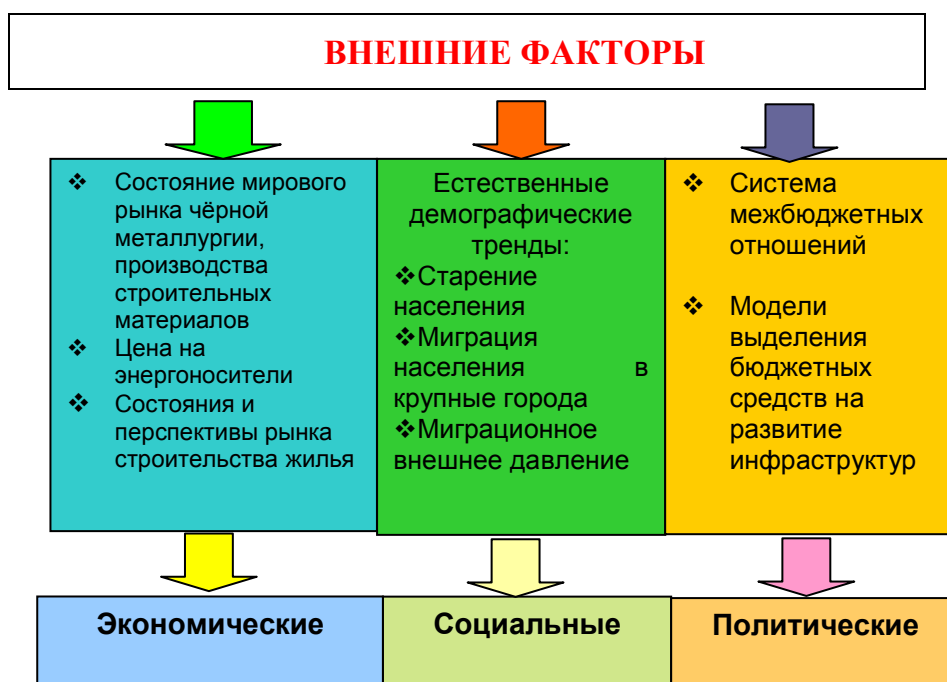 ВНЕШНИЕ ФАКТОРЫ
❖ Состояние мирового
рынка чёрной
металлургии,
производства
строительных
материалов
❖ Цена на
энергоносители
❖ Состояния и
перспективы рынка
строительства жилья
Естественные
демографические
тренды:
❖Старение
населения
❖Миграция
населения в
крупные города
❖Миграционное
внешнее давление
❖ Система
межбюджетных
отношений
❖ Модели
выделения
бюджетных
средств на
развитие
инфраструктур
Экономические
Социальные
Политические